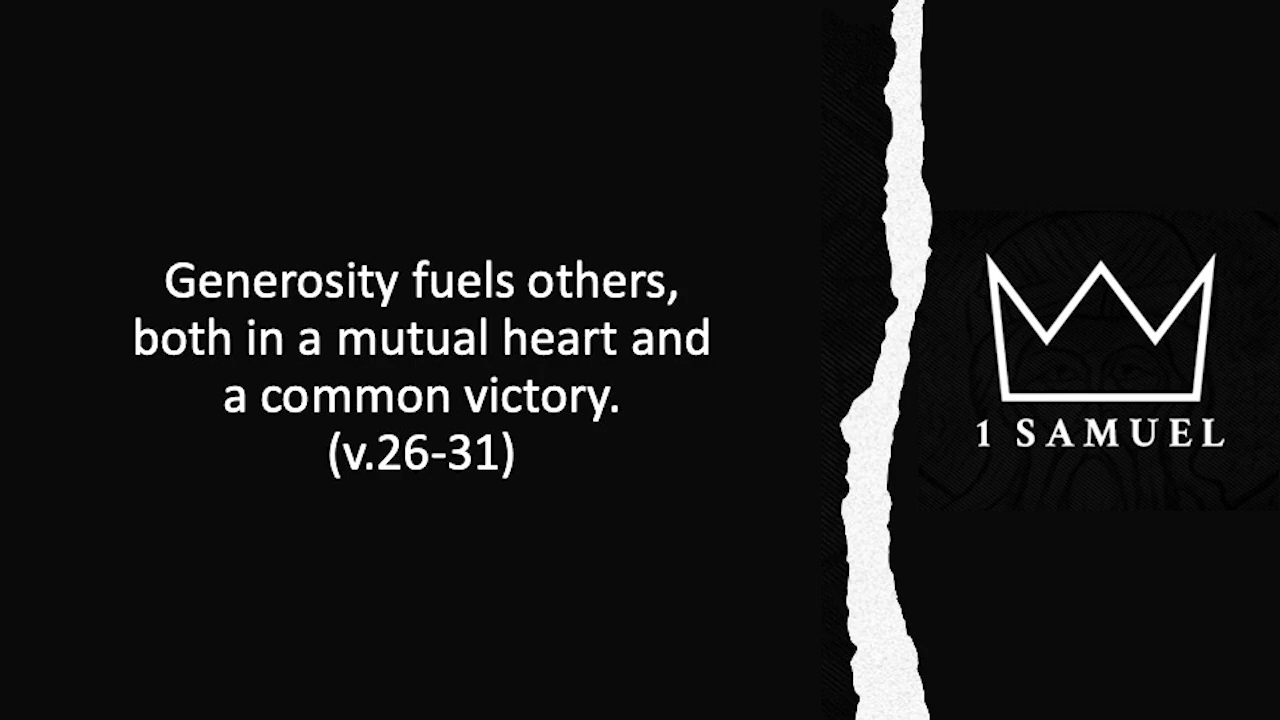 Generosity fuels others,
both in a mutual heart and
a common victory.
(v.26-31)
1 SAMUEL